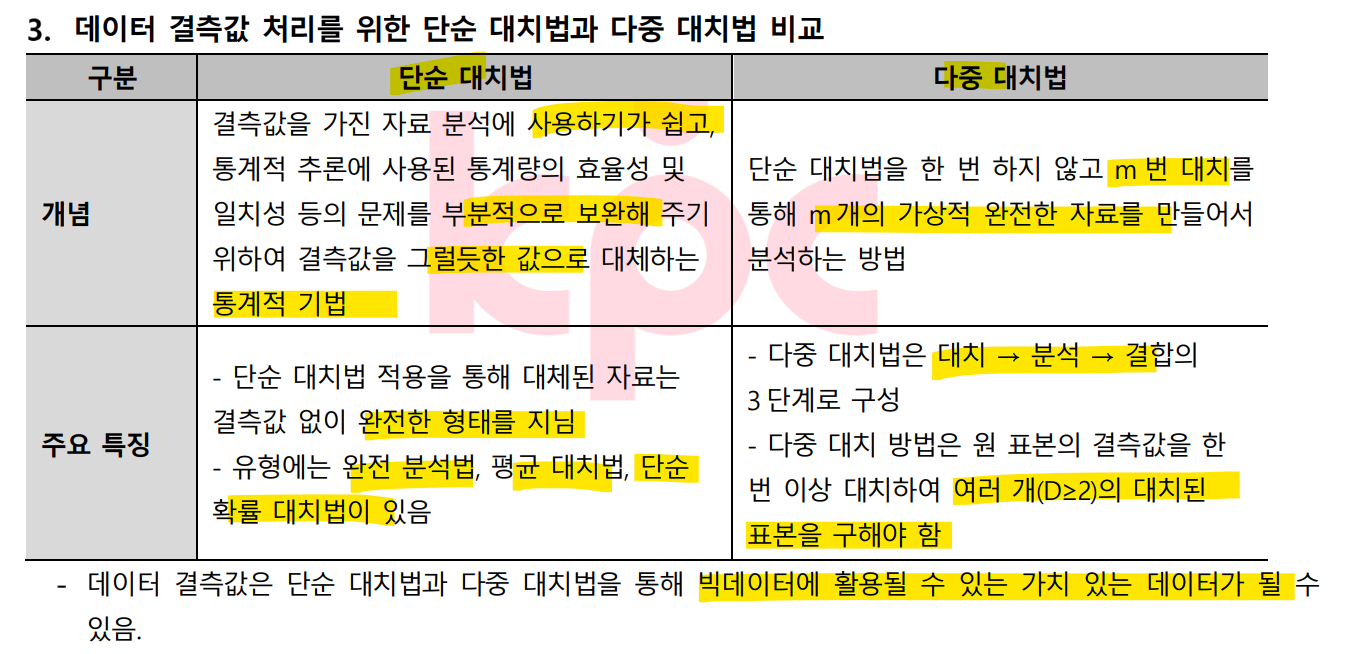 3. 데이터 결측값 처리를 위한 단순 대치법과 다중 대치법 비교
구분
단순 대치법
다중 대치법
개념
결측값을 가진 자료 분석에 사용하기가 쉽고,
통계적 추론에 사용된 통계량의 효율성 및
일치성 등의 문제를 부분적으로 보완해 주기
위하여 결측값을 그럴듯한 값으로 대체하는
통계적 기법
단순 대치법을 한 번 하지 않고 m 번 대치를
통해 m 개의 가상적 완전한 자료를 만들어서
분석하는 방법
주요 특징
- 단순 대치법 적용을 통해 대체된 자료는
결측값 없이 완전한 형태를 지님
- 유형에는 완전 분석법, 평균 대치법, 단순
확률 대치법이 있음
- 다중 대치법은 대치 → 분석 → 결합의
3 단계로 구성
- 다중 대치 방법은 원 표본의 결측값을 한
번 이상 대치하여 여러 개(D≥2)의 대치된
표본을 구해야 함
- 데이터 결측값은 단순 대치법과 다중 대치법을 통해 빅데이터에 활용될 수 있는 가치 있는 데이터가 될 수
있음.
kpc